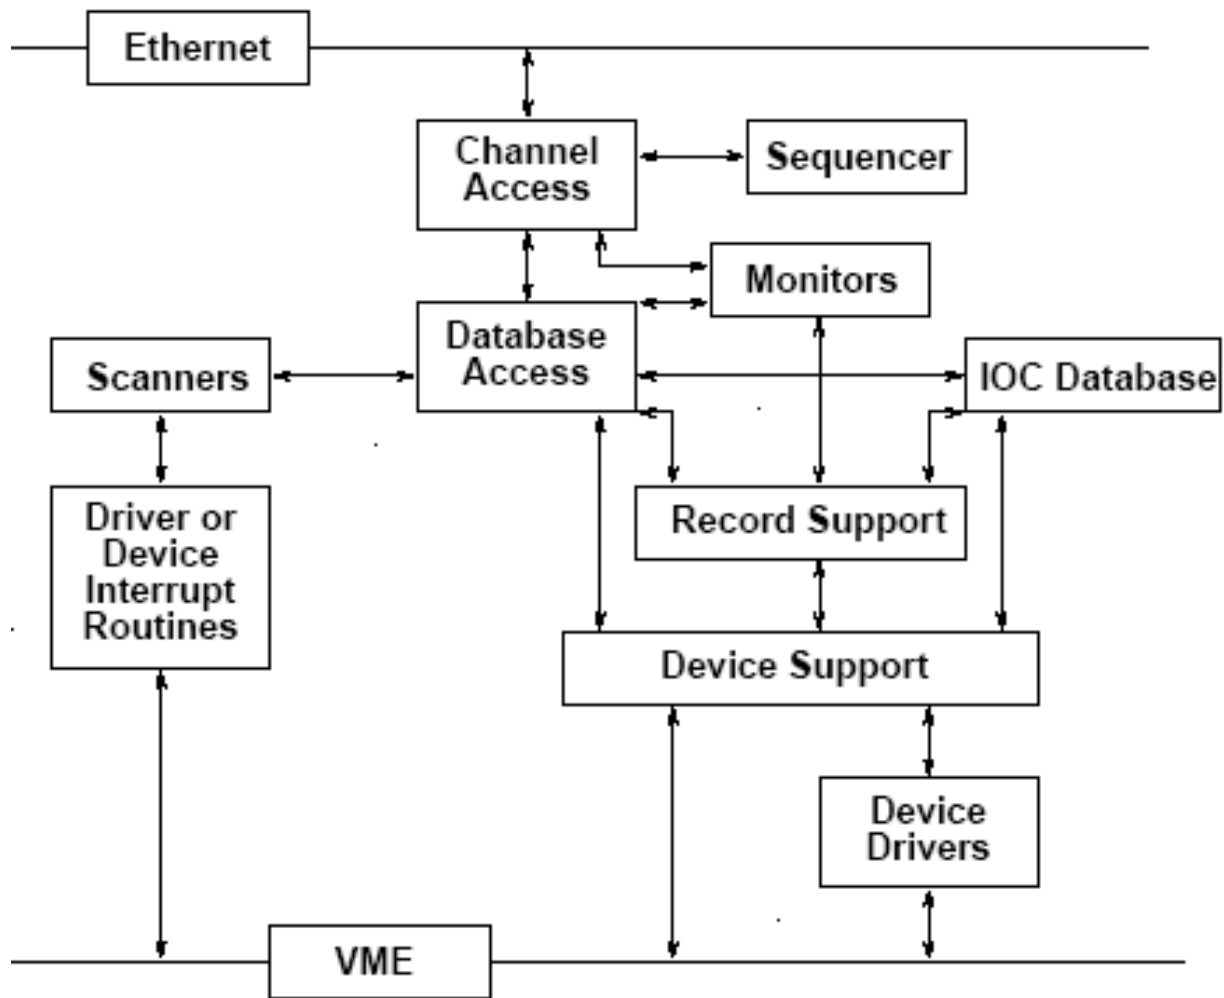 Ethernet
Channel
Access
Sequencer
Monitors
Database
Access
Scanners
IOC Database
Driver or
Device
Interrupt
Routines
Record Support
Device Support
Device
Drivers
VME